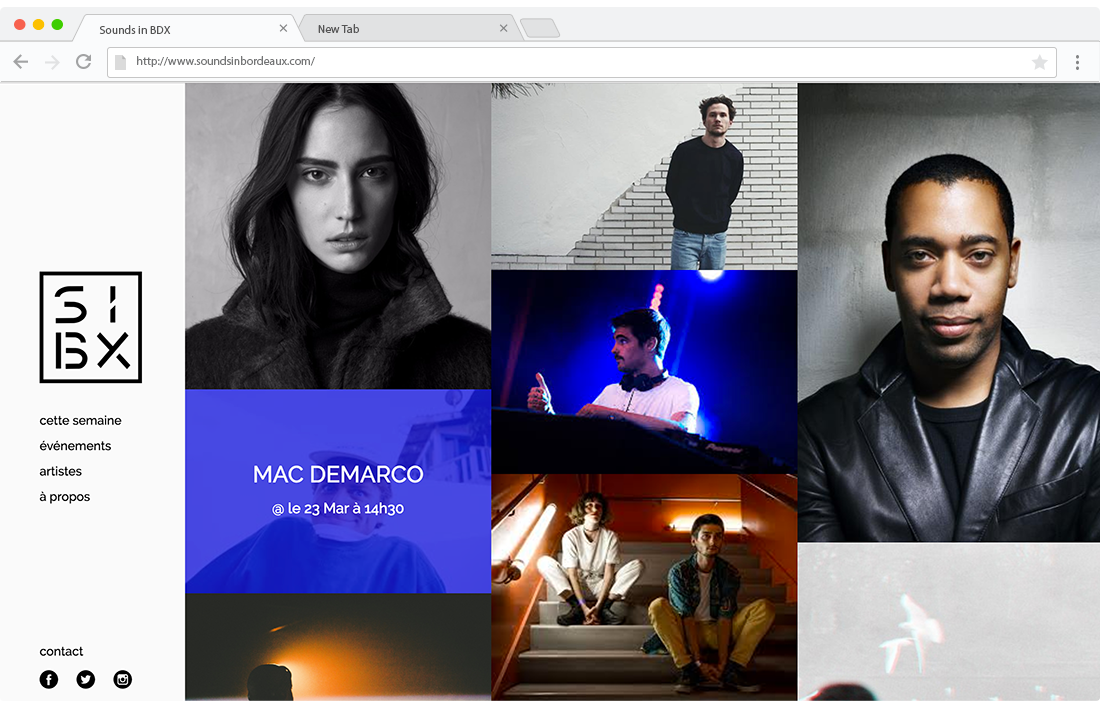 Sounds in BDX
New Tab
http://www.soundsinbordeaux.com/
SI
BX
cette semaine
événements
artistes
à propos
contact
MAC DEMARCO
@ le 23 Mar à 14h30
Pioneer